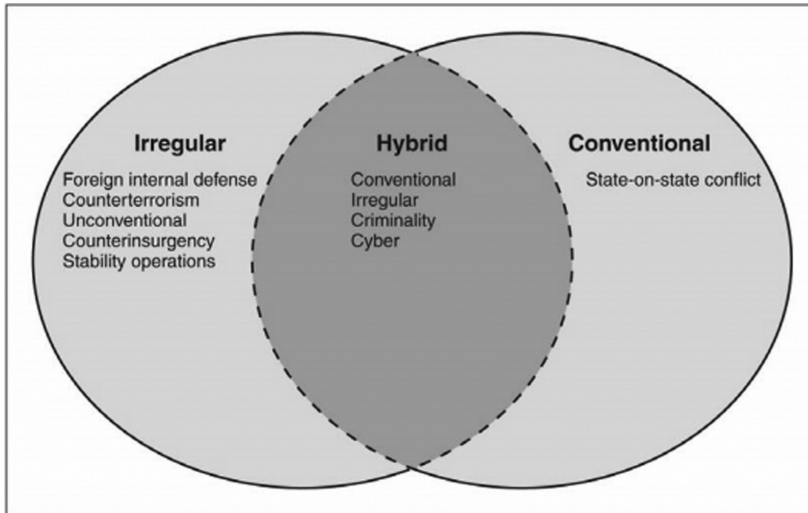 Irregular
Foreign internal defense
Counterterrorism
Unconventional
Counterinsurgency
Stability operations
Hybrid
Conventional
Irregular
Criminality
Cyber
Conventional
State-on-state conflict